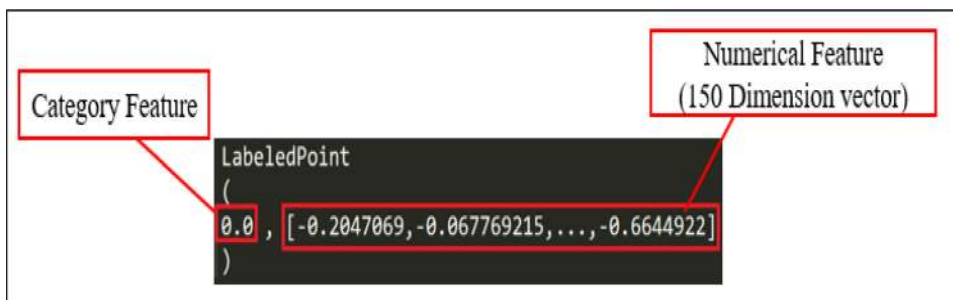 Numerical Feature
(150 Dimension vector)
Category Feature
LabeledPoint
(
0.0 , [-0.2047069,-0.067769215,...,-0.6644922]
)